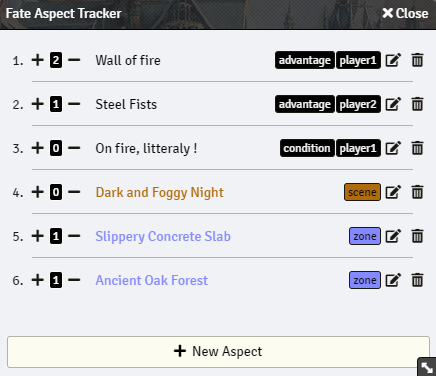 Fate Aspect Tracker Close
1. 2 Wall of fire advantage player1
2. 1 Steel Fists advantage player2
3. 0 On fire, litteraly ! condition player1
4. 0 Dark and Foggy Night scene
5. 1 Slippery Concrete Slab zone
6. 1 Ancient Oak Forest zone
New Aspect